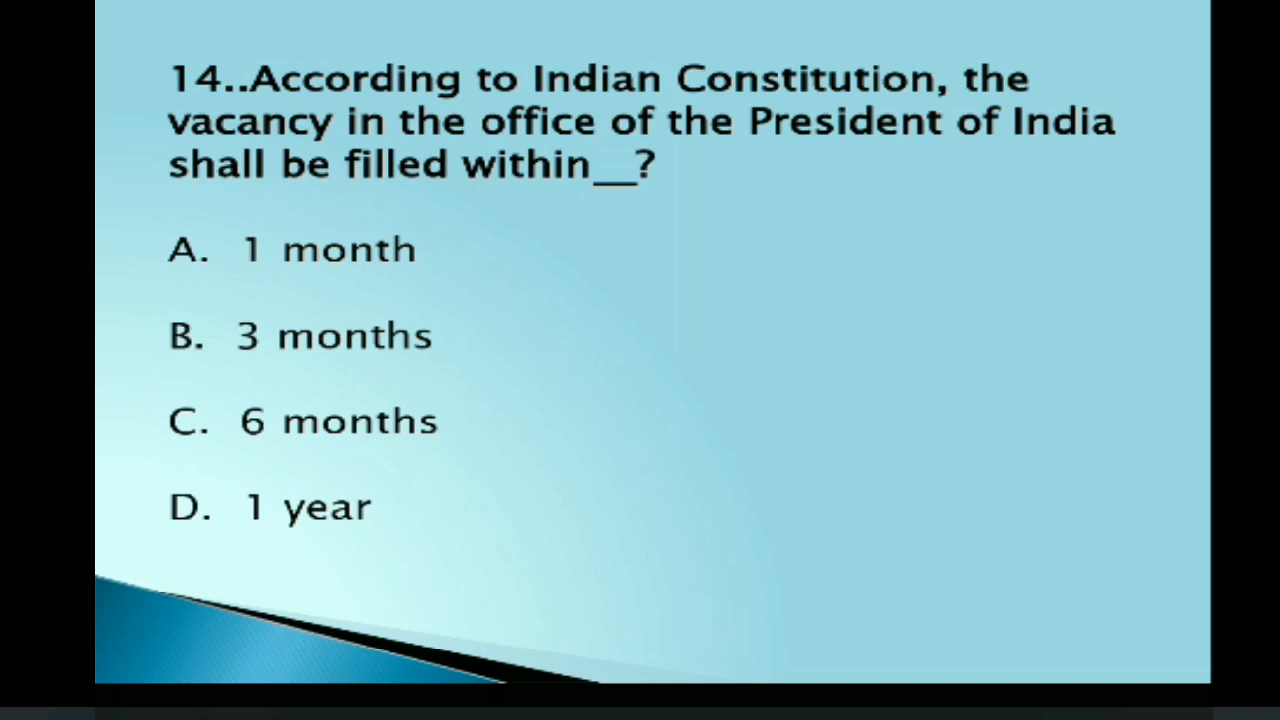 14..According to Indian Constitution, the
vacancy in the office of the President of India
shall be filled within__?
A. 1 month
B. 3 months
C. 6 months
D. 1 year